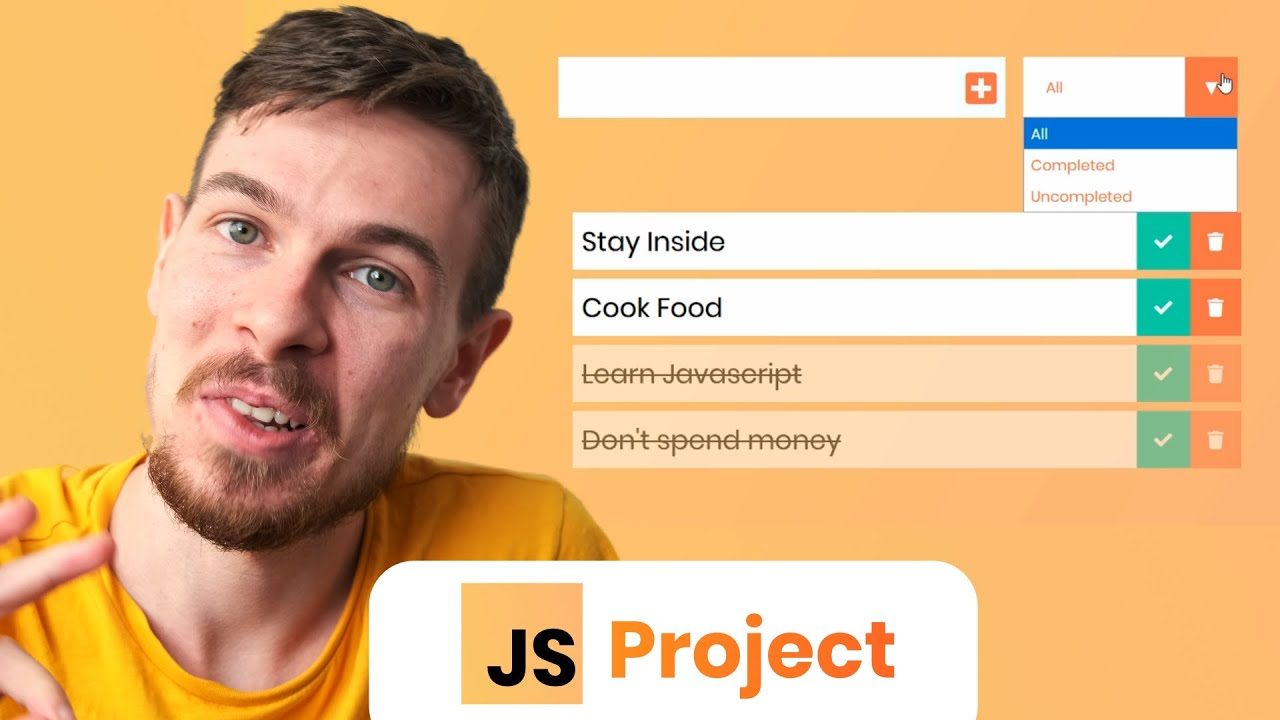 All
All
Completed
Uncompleted
Stay Inside
Cook Food
Learn Javascript
Don't spend money
JS Project